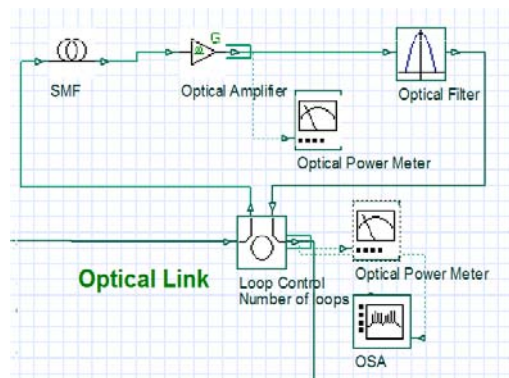 G
SMF
Optical Amplifier
Optical Filter
Optical Power Meter
Optical Link
Loop Control
Number of loops
Optical Power Meter
OSA